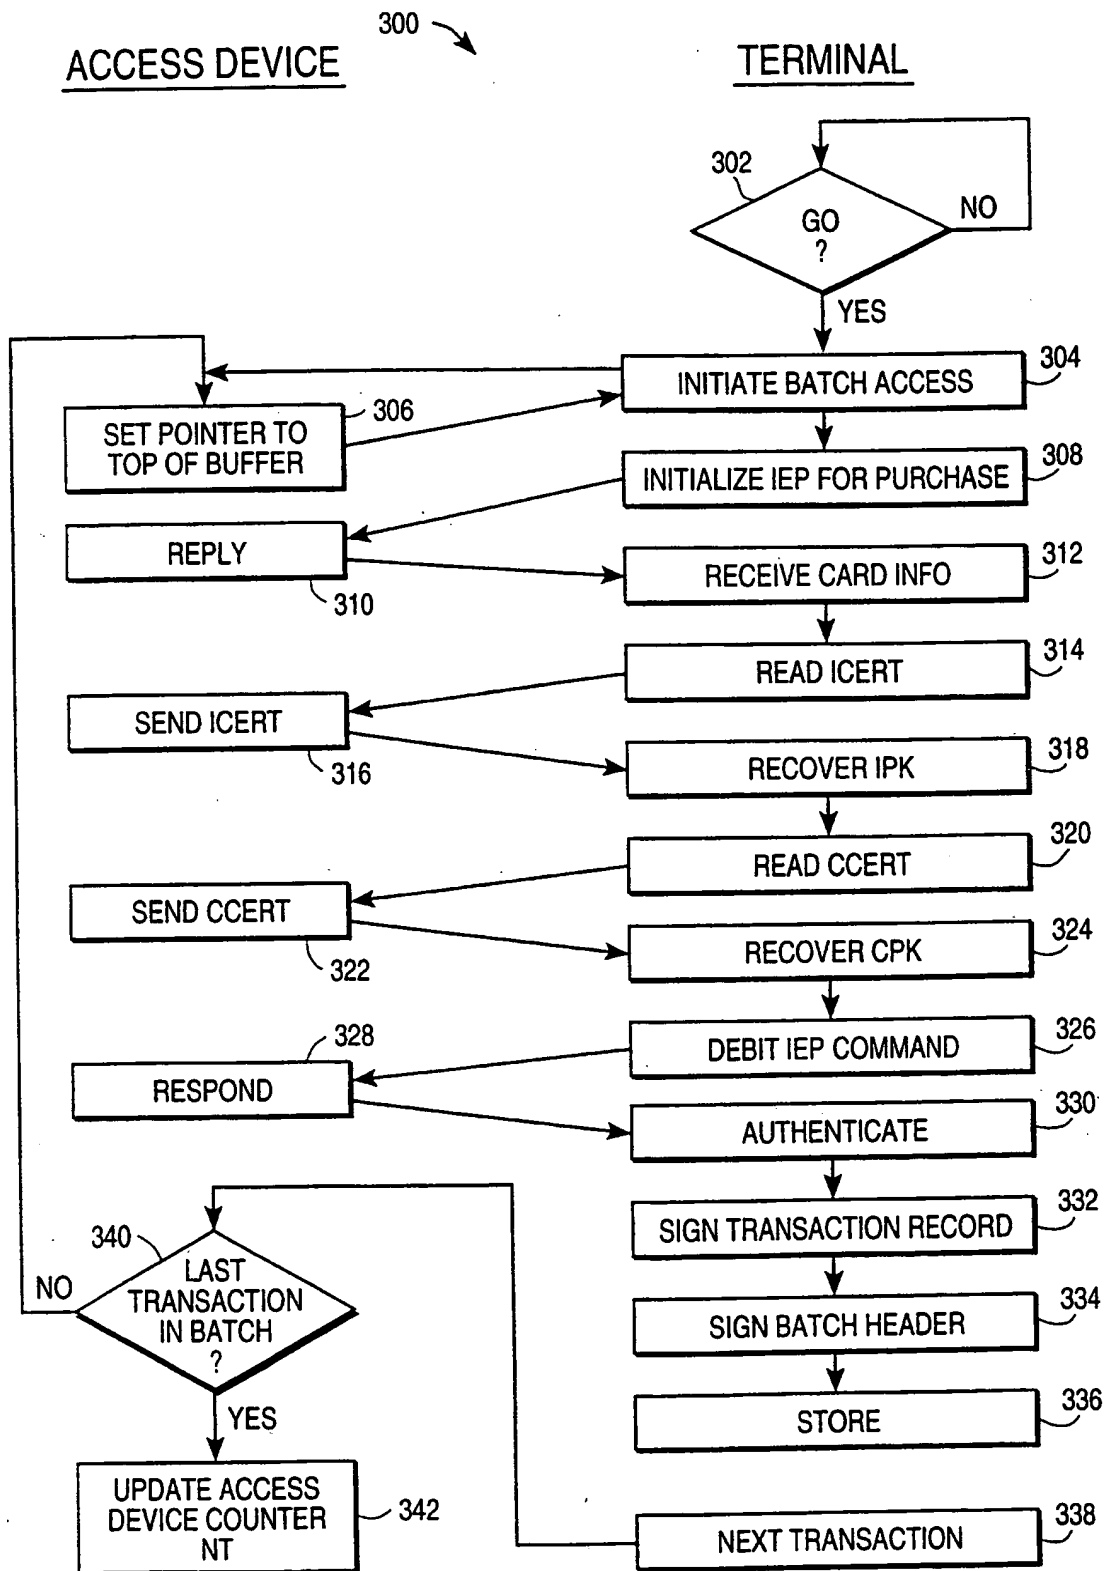 300
ACCESS DEVICE
TERMINAL
302
GO
?
NO
YES
INITIATE BATCH ACCESS
304
306
SET POINTER TO
TOP OF BUFFER
INITIALIZE IEP FOR PURCHASE
308
REPLY
310
RECEIVE CARD INFO
312
READ ICERT
314
SEND ICERT
316
RECOVER IPK
318
READ CCERT
320
SEND CCERT
322
RECOVER CPK
324
DEBIT IEP COMMAND
326
328
RESPOND
AUTHENTICATE
330
SIGN TRANSACTION RECORD
332
340
NO
LAST
TRANSACTION
IN BATCH
?
SIGN BATCH HEADER
334
YES
STORE
336
UPDATE ACCESS
DEVICE COUNTER
NT
342
NEXT TRANSACTION
338